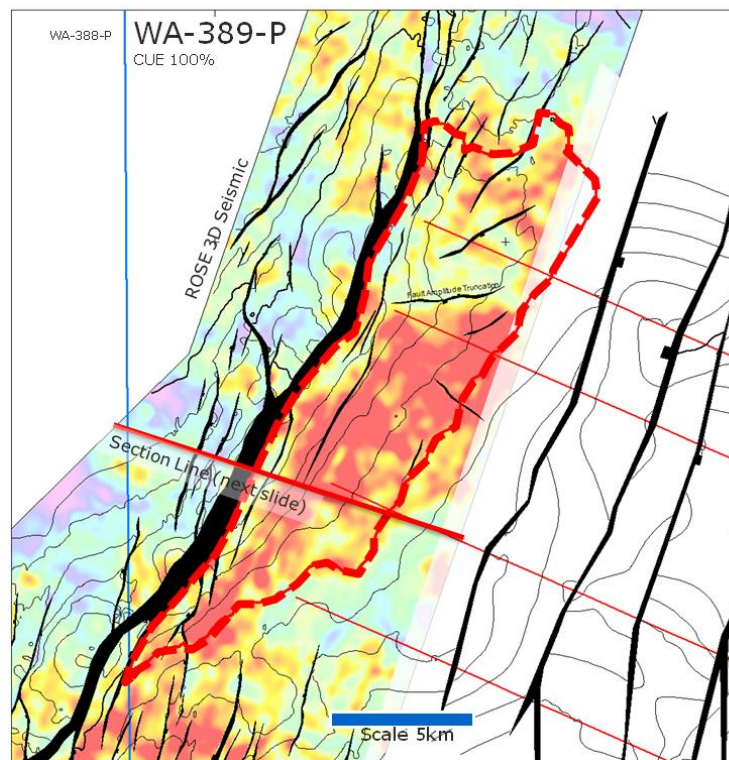 WA-388-P
WA-389-P
CUE 100%
ROSE 3D Seismic
Fault Amplitude Truncation
Section Line (next slide)
Scale 5km